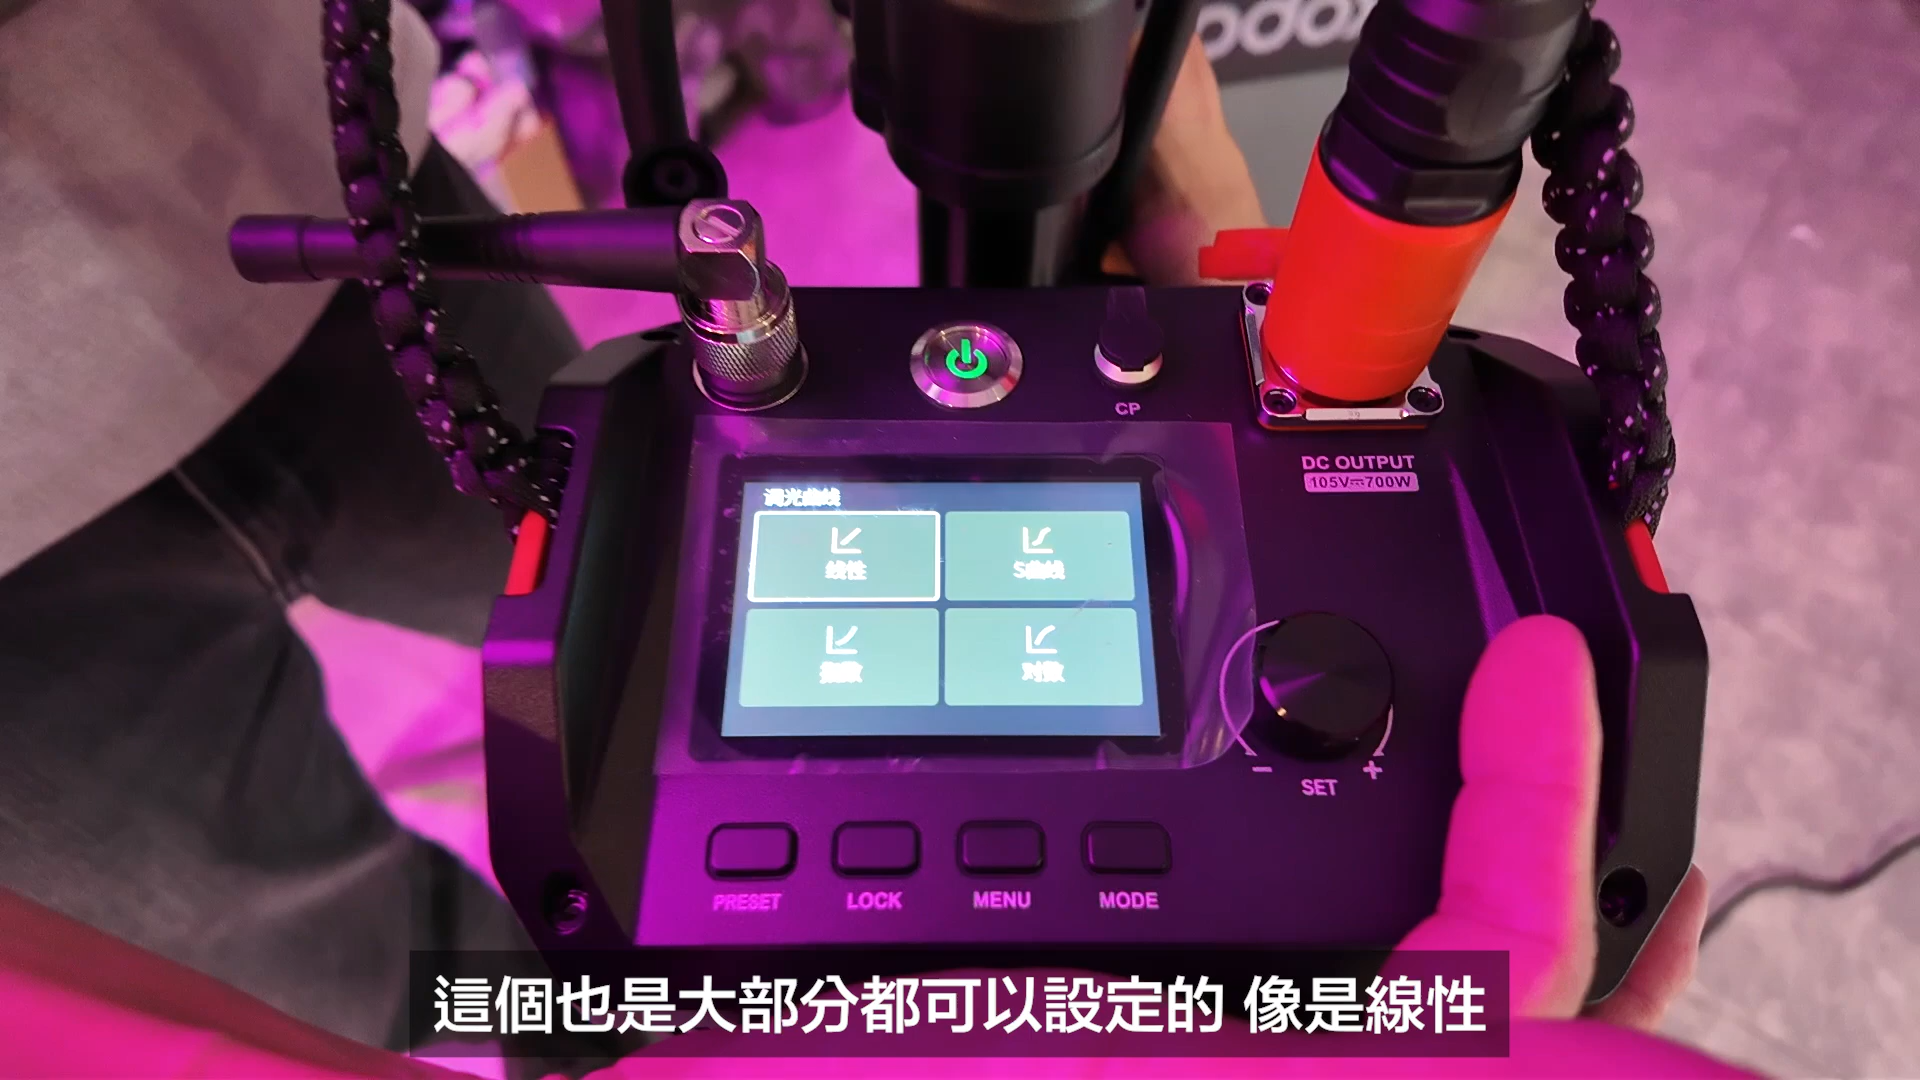 odox
CP
DC OUTPUT
105V⎓700W
调光曲线
线性
S曲线
指数
对数
SET
PRESET
LOCK
MENU
MODE
這個也是大部分都可以設定的 像是線性